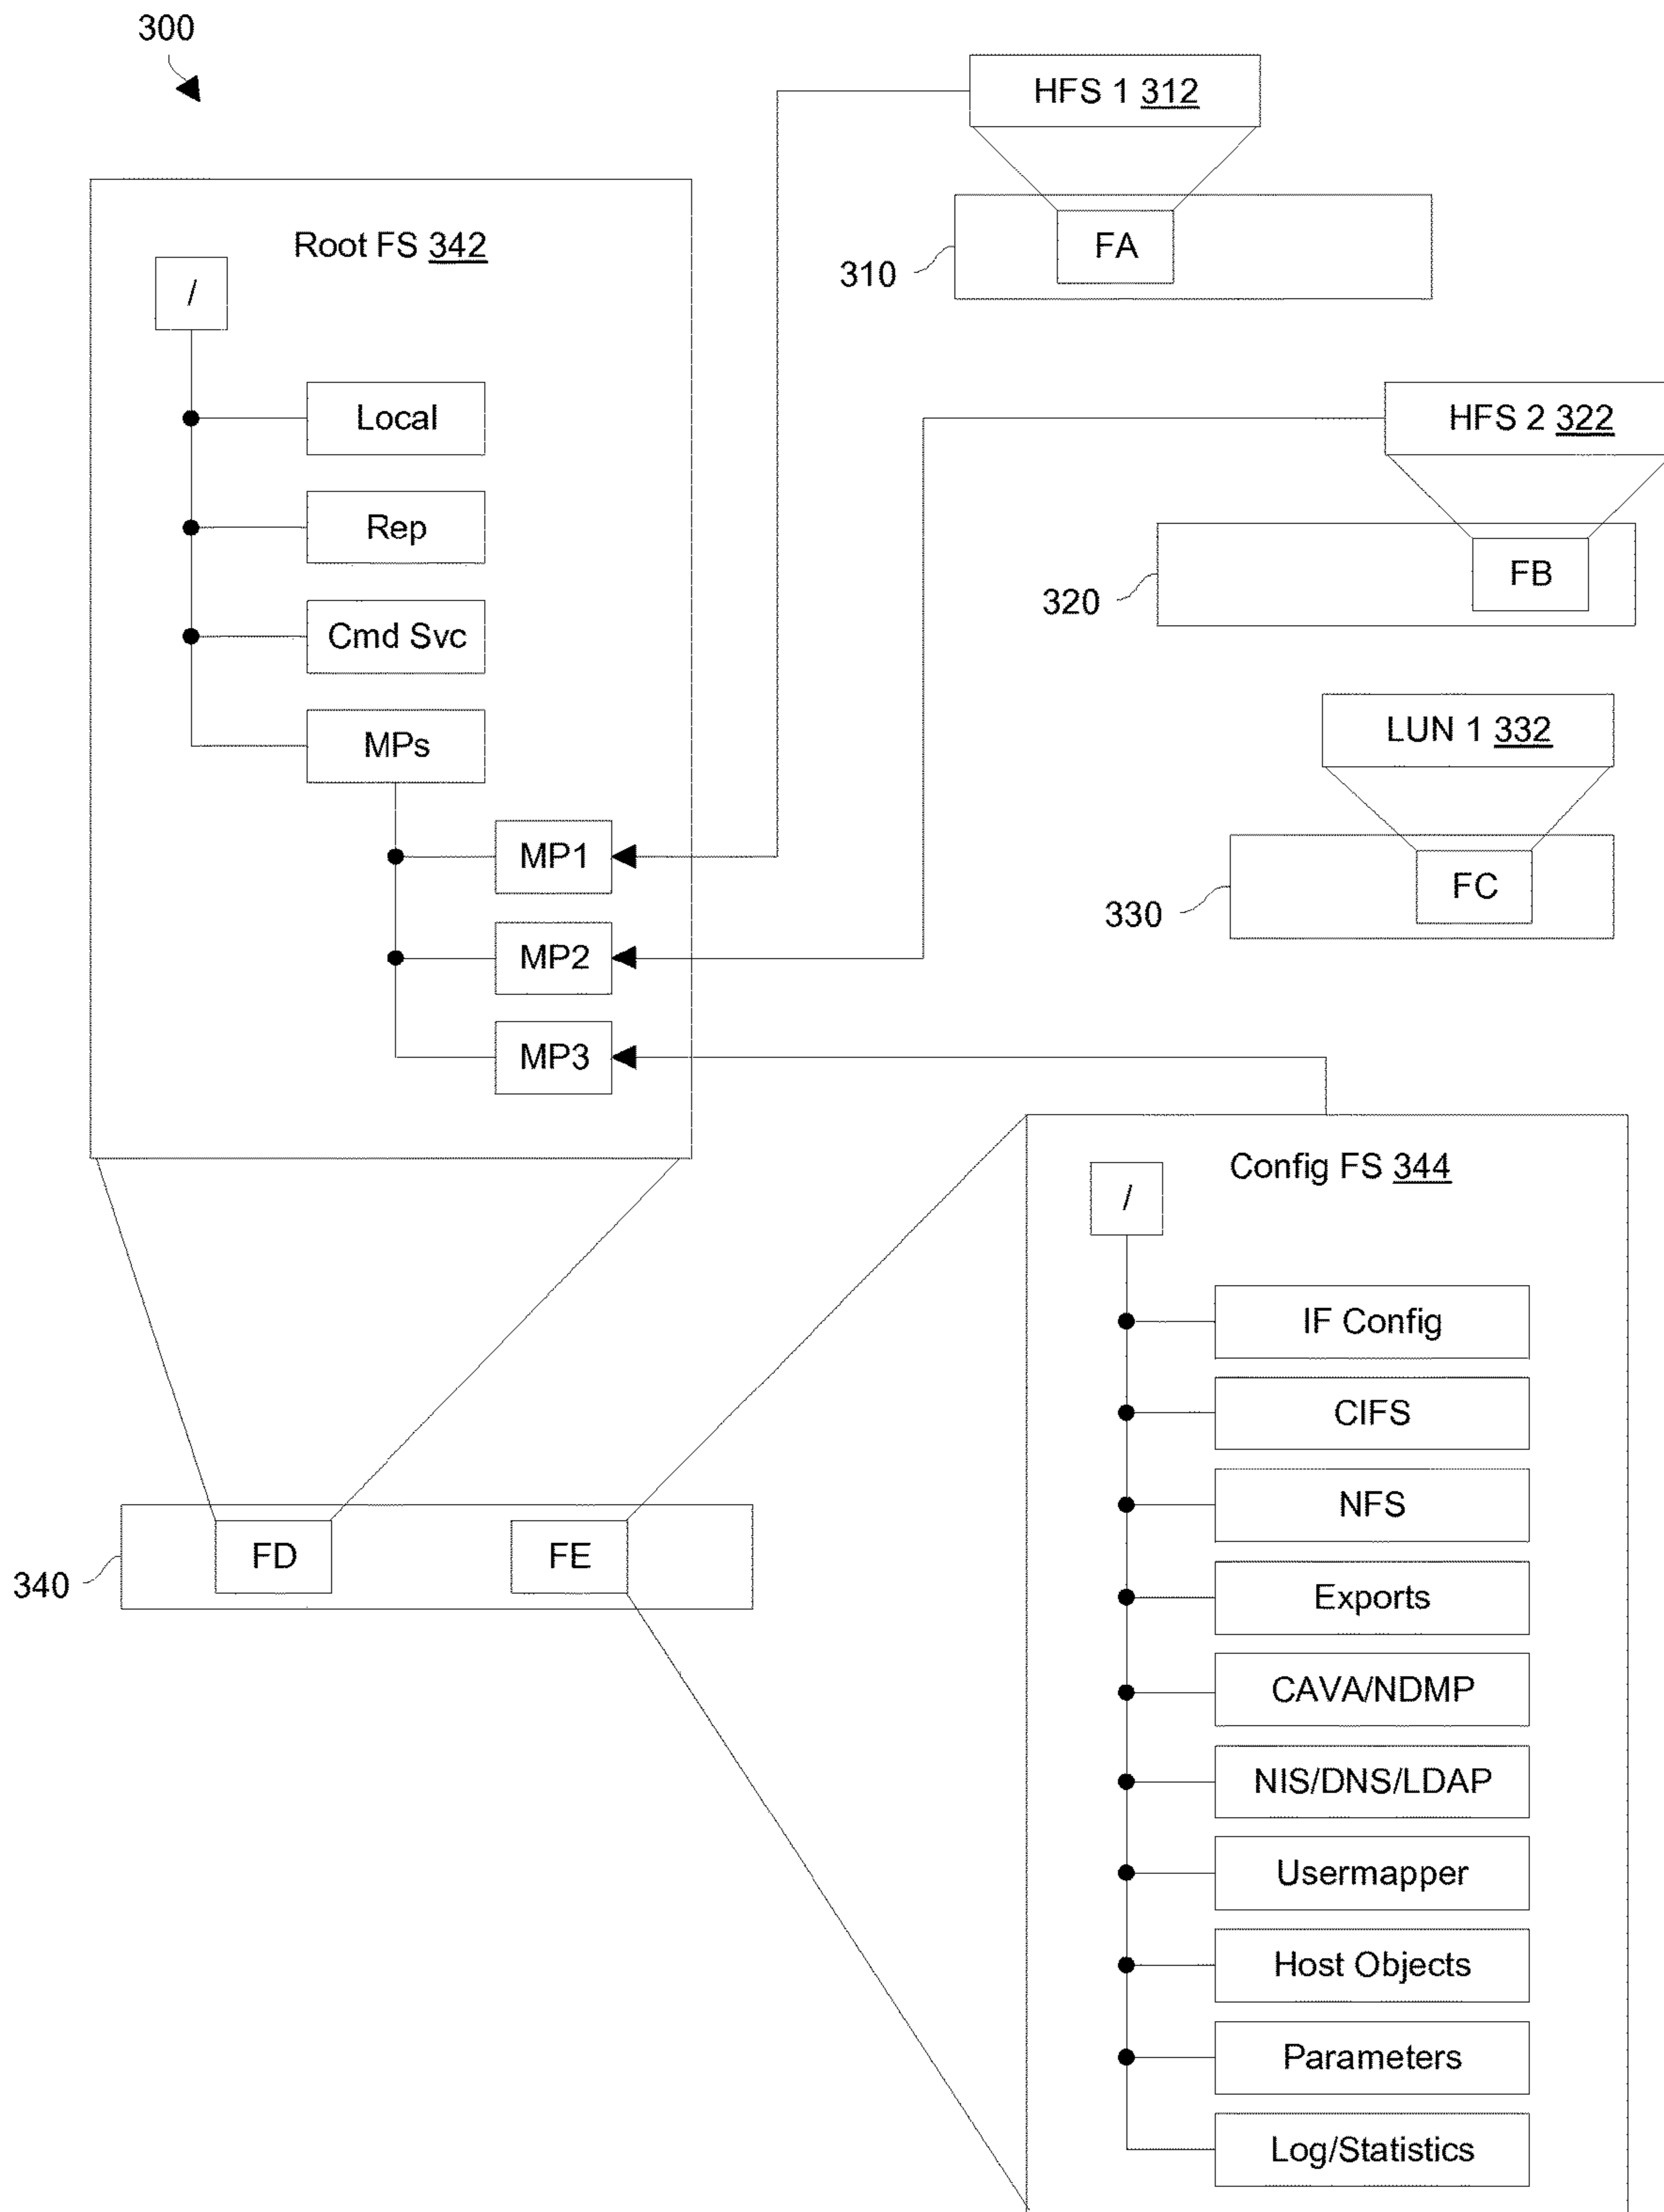 300
HFS 1 312
Root FS 342
/
FA
310
Local
HFS 2 322
Rep
FB
320
Cmd Svc
MPs
LUN 1 332
MP1
FC
330
MP2
MP3
Config FS 344
/
IF Config
CIFS
NFS
FD
FE
340
Exports
CAVA/NDMP
NIS/DNS/LDAP
Usermapper
Host Objects
Parameters
Log/Statistics